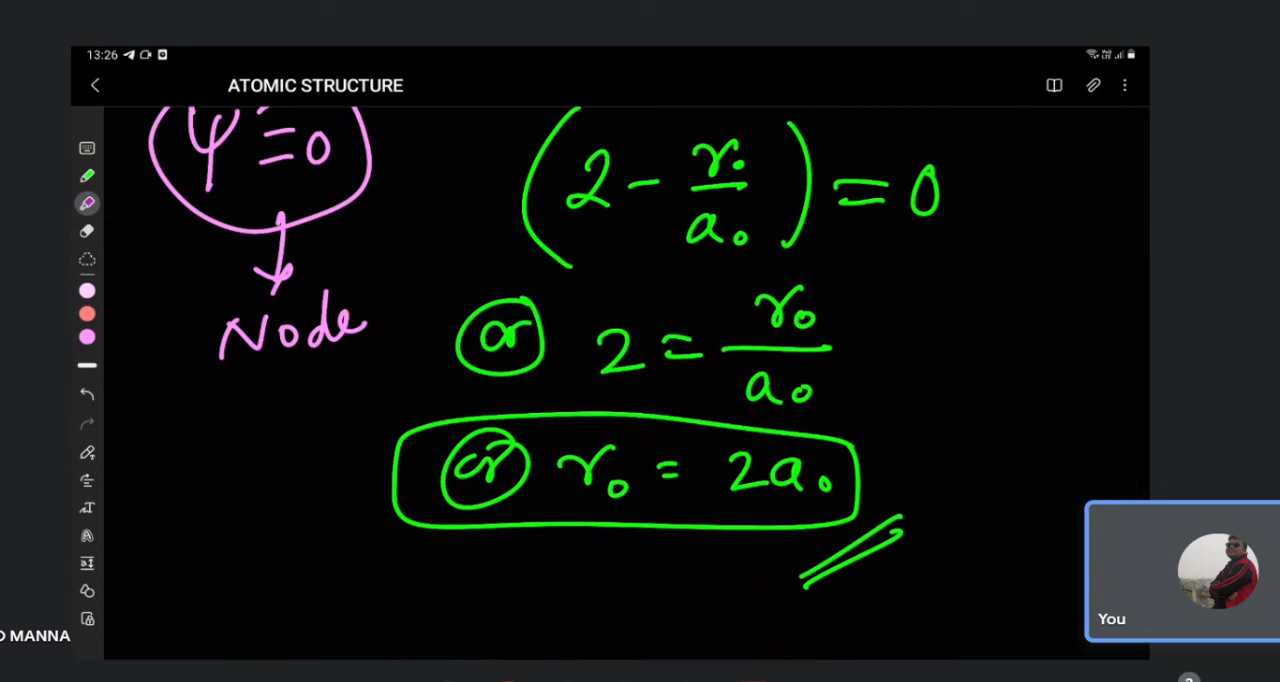 13:26
ATOMIC STRUCTURE
ψ = 0
Node
(2 - r₀/a₀) = 0
or 2 = r₀/a₀
or r₀ = 2a₀
You
MANNA